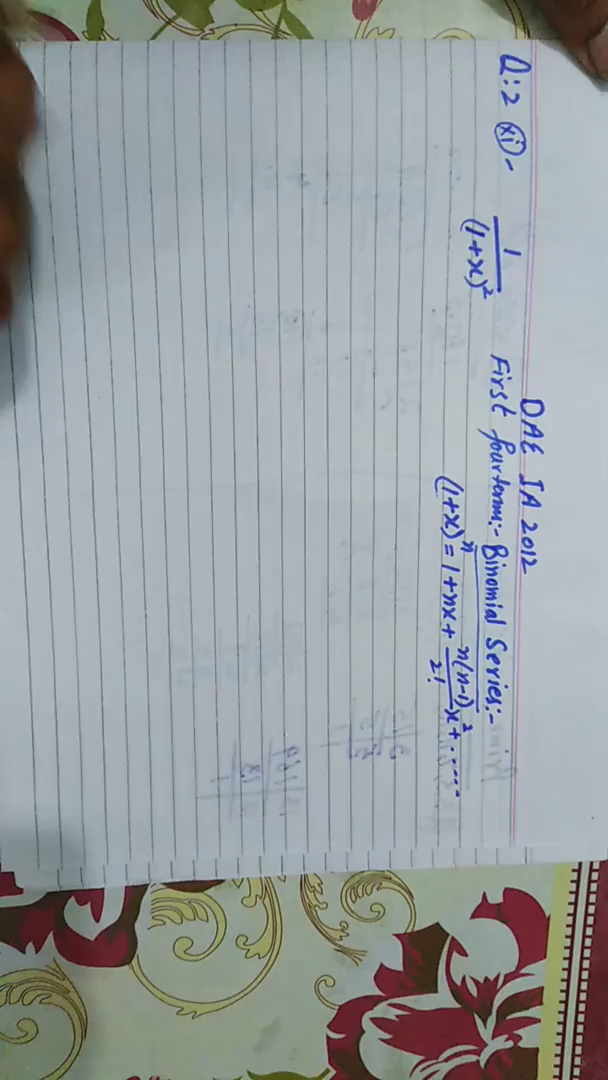 DAE IA 2012
Q:2 (xi)- First four terms:- Binomial Series:-
1/(1+x)² (1+x)ⁿ = 1+nx+ n(n-1)/2! x²+.....